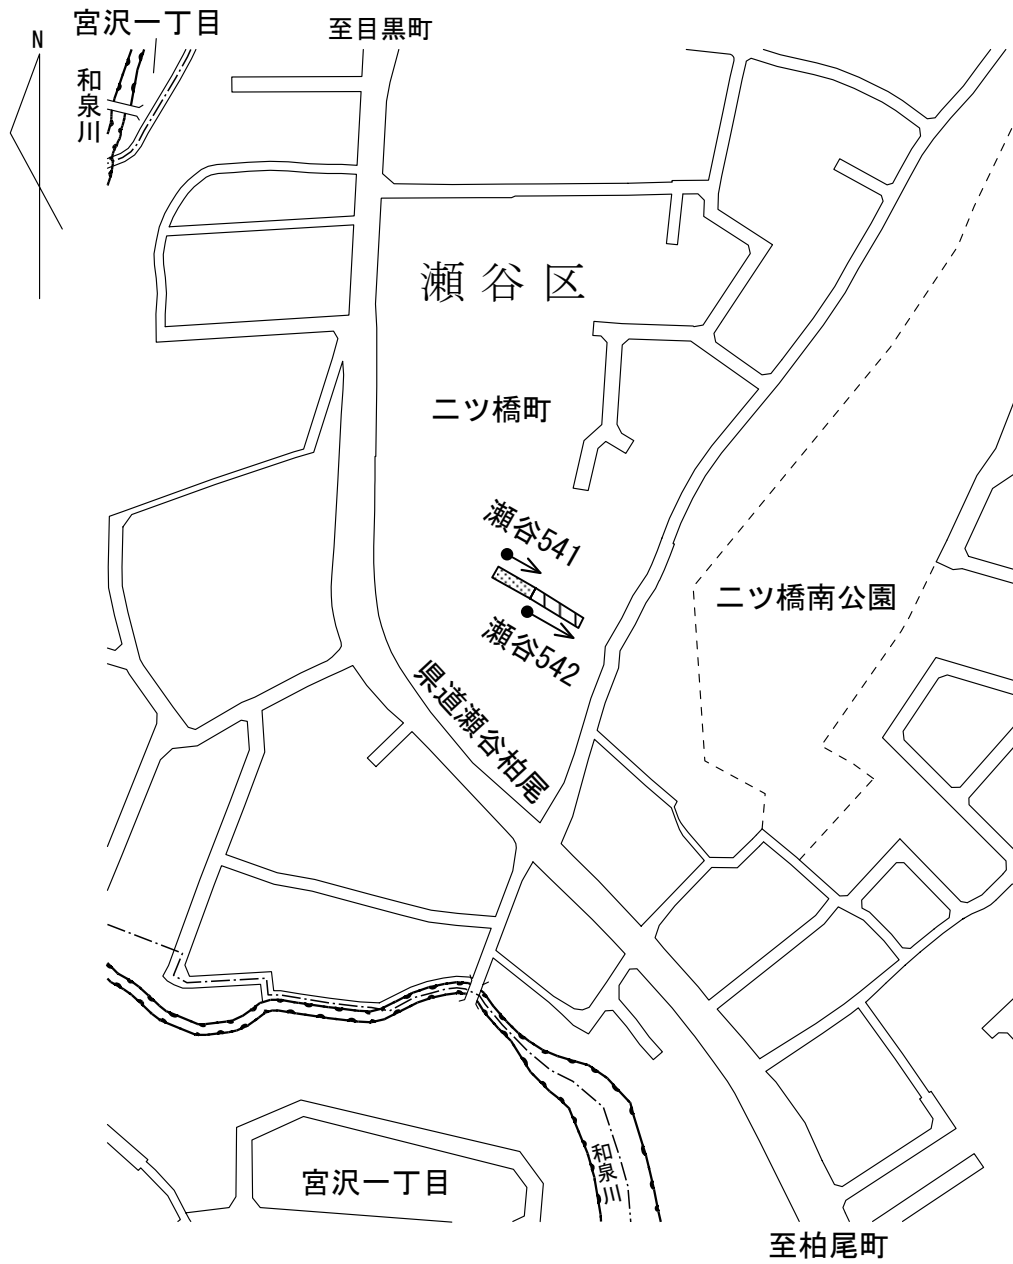 宮沢一丁目
至目黒町
N
和泉川
瀬谷区
二ツ橋町
瀬谷541
二ツ橋南公園
瀬谷542
県道瀬谷柏尾
和泉川
宮沢一丁目
至柏尾町